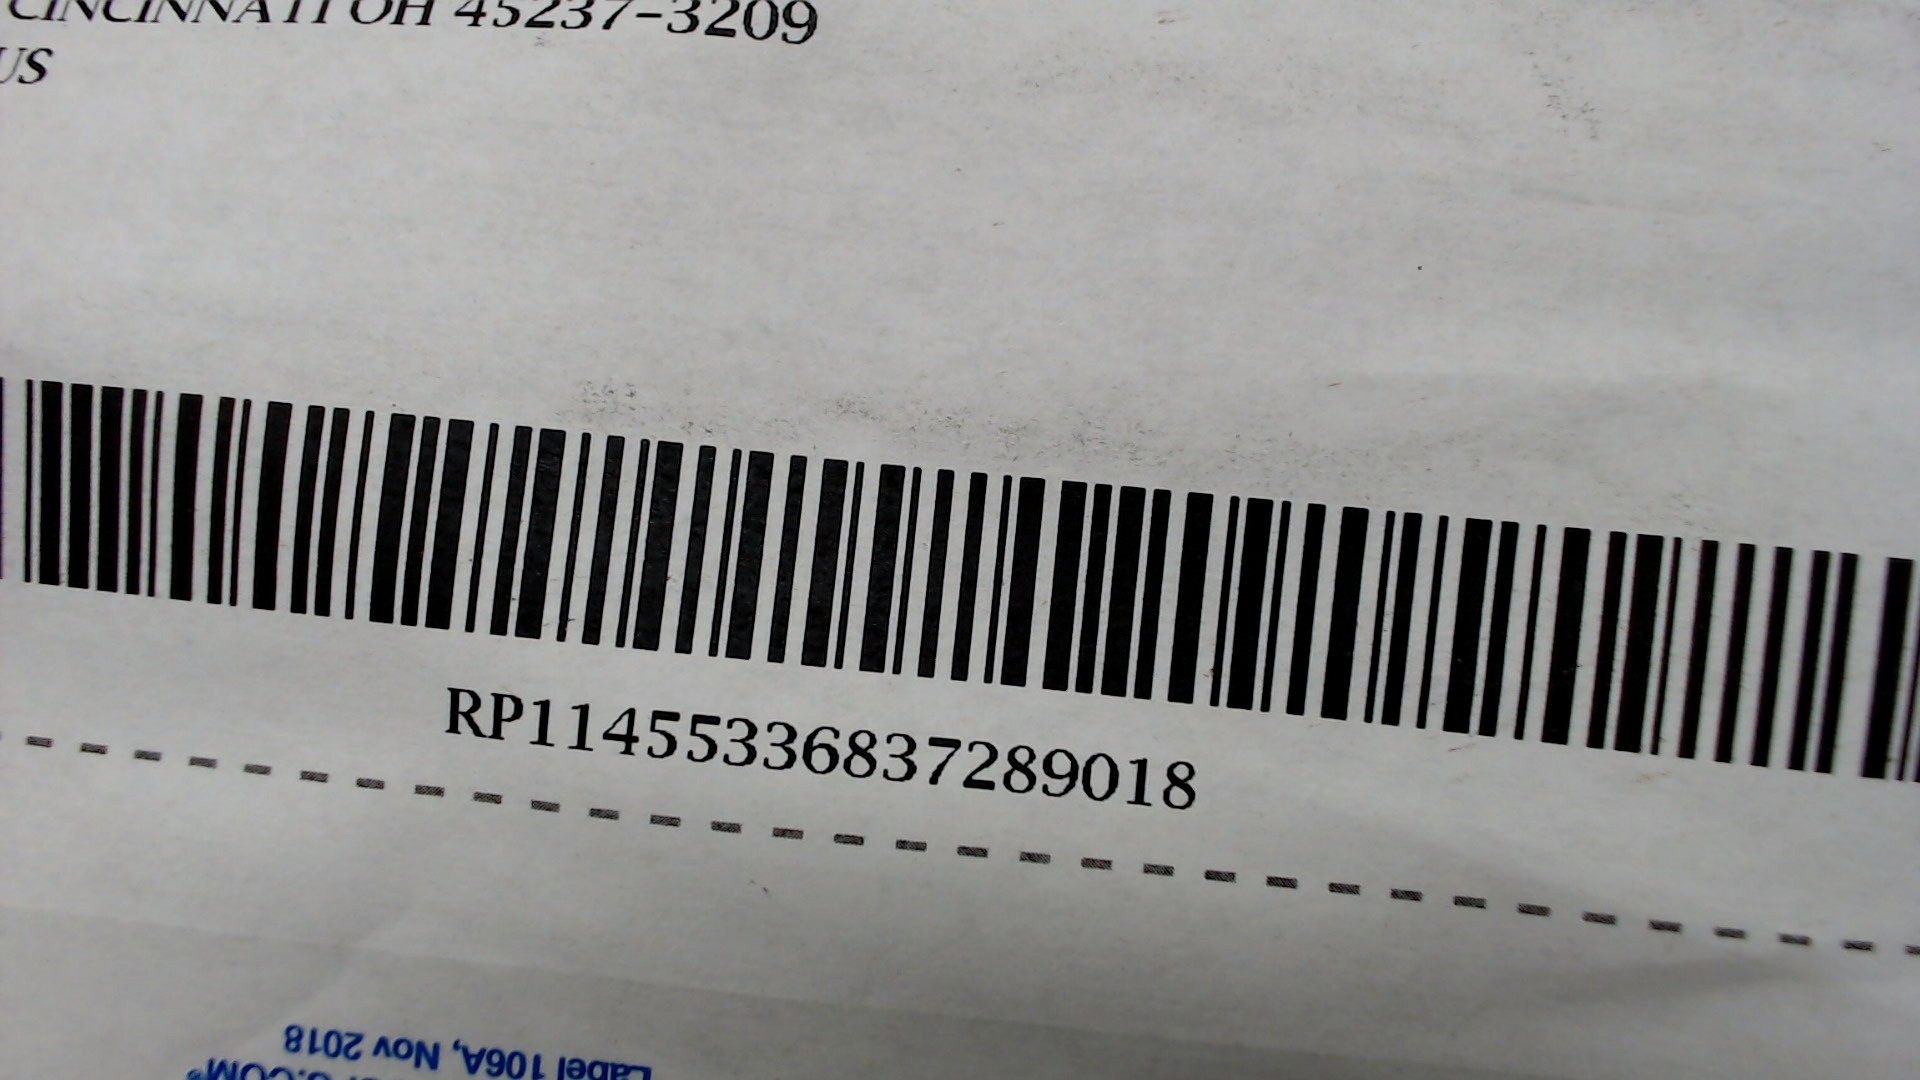 CINCINNATI OH 45237-3209
US
RP11455336837289018
Label 106A, Nov 2018